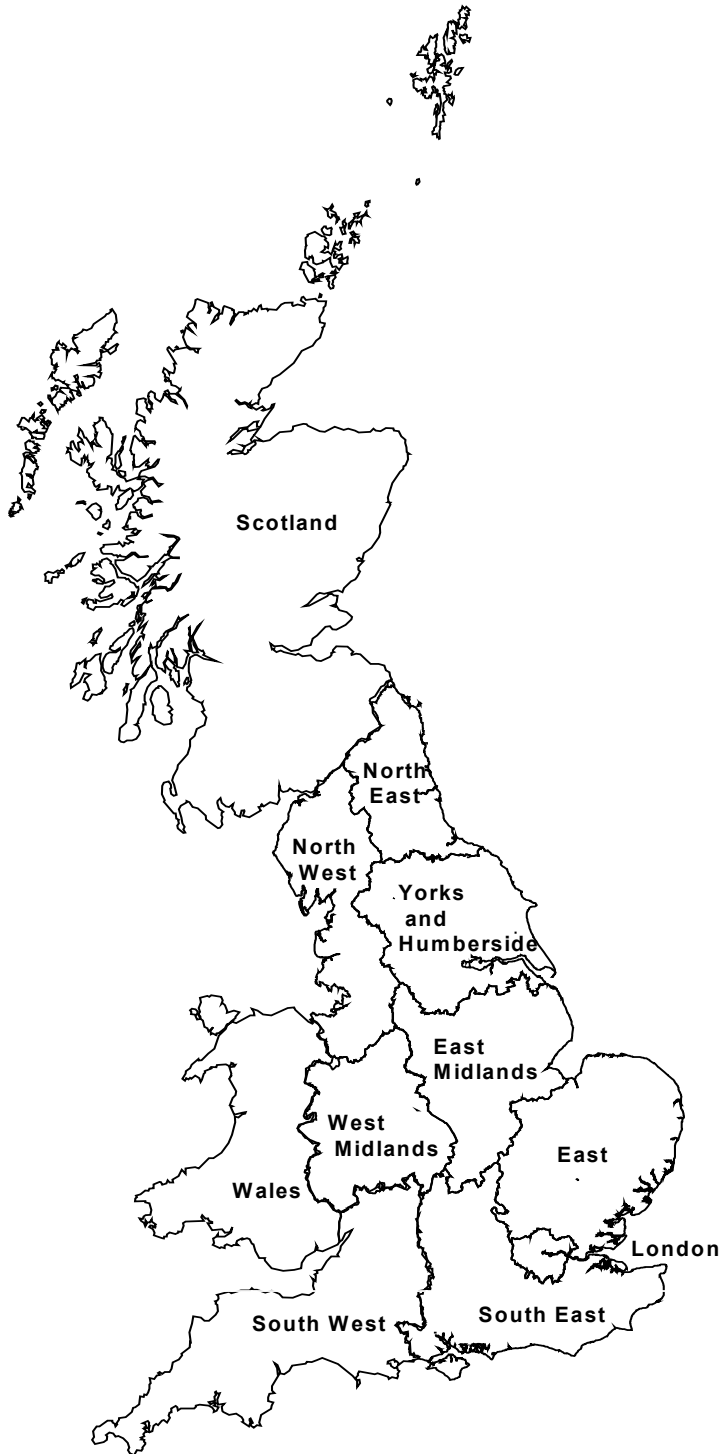 Scotland
North
East
North
West
Yorks
and
Humberside
East
Midlands
West
Midlands
East
Wales
London
South East
South West